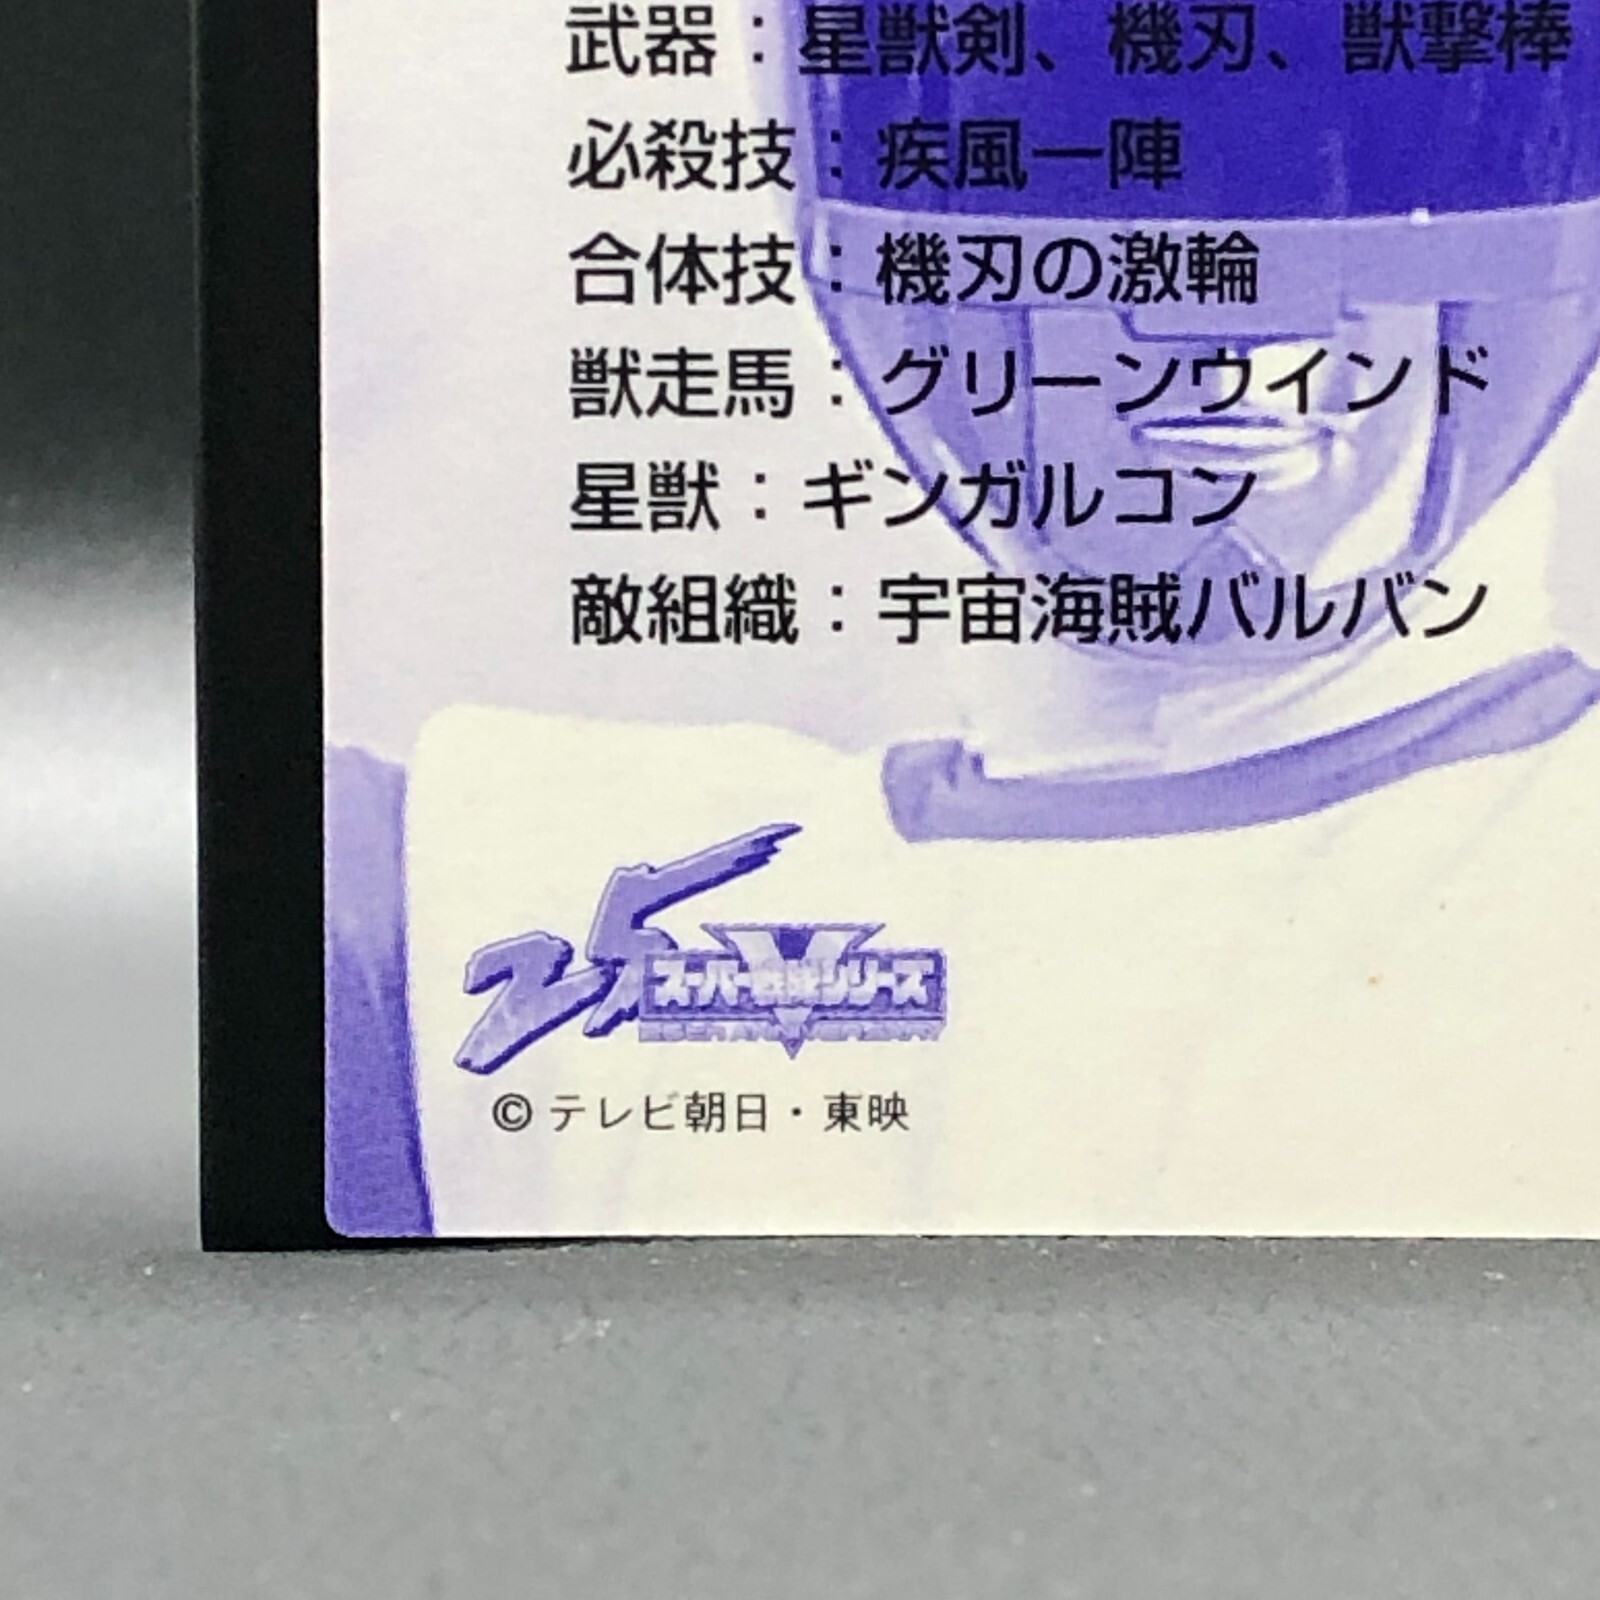 武器：星獣剣、機刃、獣撃棒
必殺技：疾風一陣
合体技：機刃の激輪
獣走馬：グリーンウインド
星獣：ギンガルコン
敵組織：宇宙海賊バルバン
25
スーパー戦隊シリーズ
25TH ANNIVERSARY
© テレビ朝日・東映